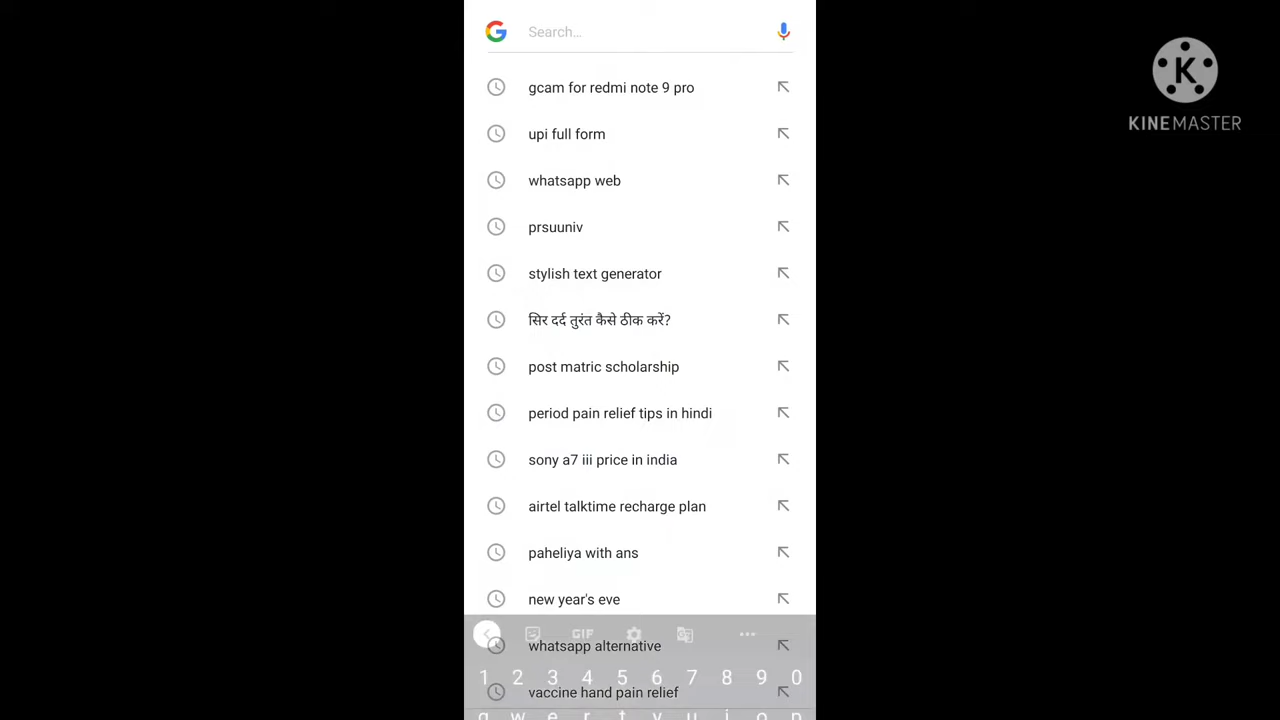 Search...
gcam for redmi note 9 pro
upi full form
whatsapp web
prsuuniv
stylish text generator
सिर दर्द तुरंत कैसे ठीक करें?
post matric scholarship
period pain relief tips in hindi
sony a7 iii price in india
airtel talktime recharge plan
paheliya with ans
new year's eve
GIF
whatsapp alternative
1 2 3 4 5 6 7 8 9 0
vaccine hand pain relief
q w e r t y u i o p
K
KINEMASTER